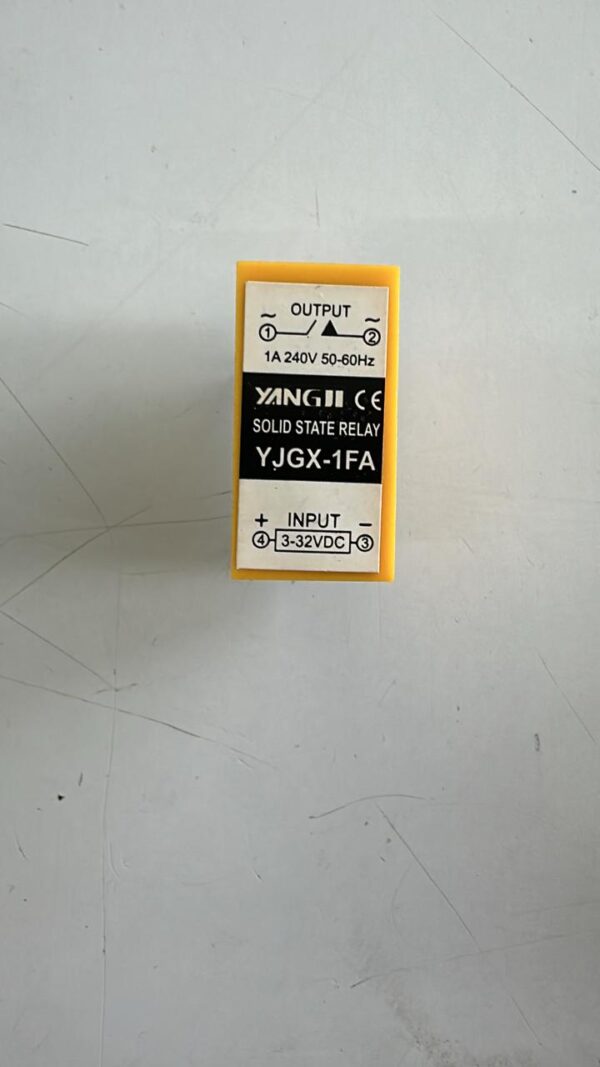 OUTPUT
~ ~
1 2
1A 240V 50-60Hz
YANGJI CE
SOLID STATE RELAY
YJGX-1FA
+ INPUT −
4 3-32VDC 3